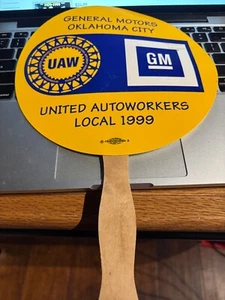 GENERAL MOTORS
OKLAHOMA CITY
UAW
GM
UNITED AUTOWORKERS
LOCAL 1999